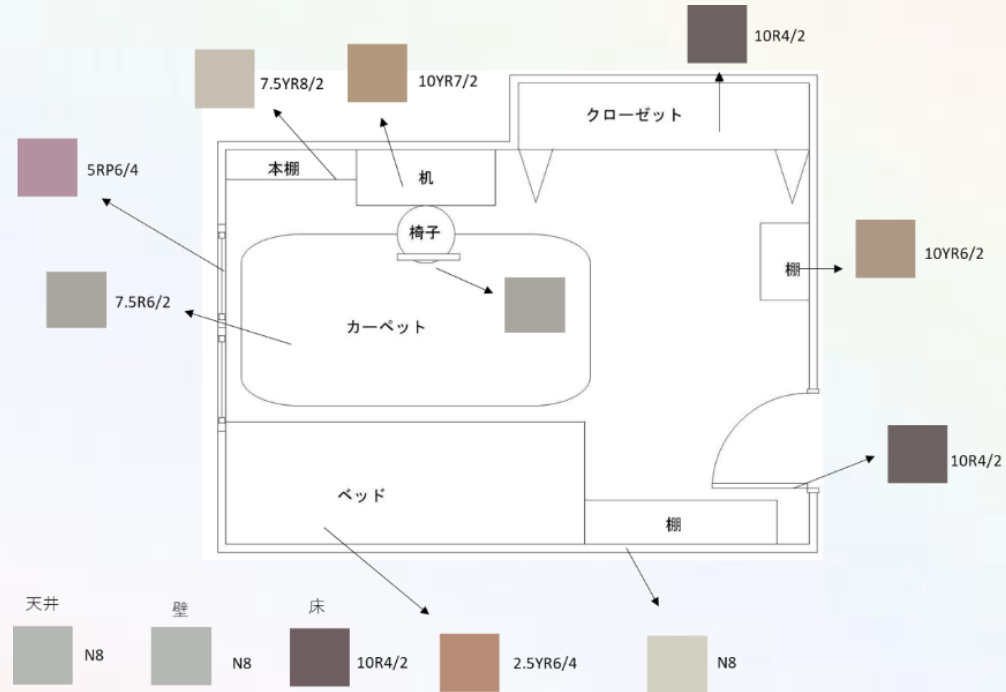 10R4/2
7.5YR8/2
10YR7/2
クローゼット
5RP6/4
本棚
机
椅子
棚
10YR6/2
7.5R6/2
カーペット
10R4/2
ベッド
棚
天井
壁
床
N8
N8
10R4/2
2.5YR6/4
N8